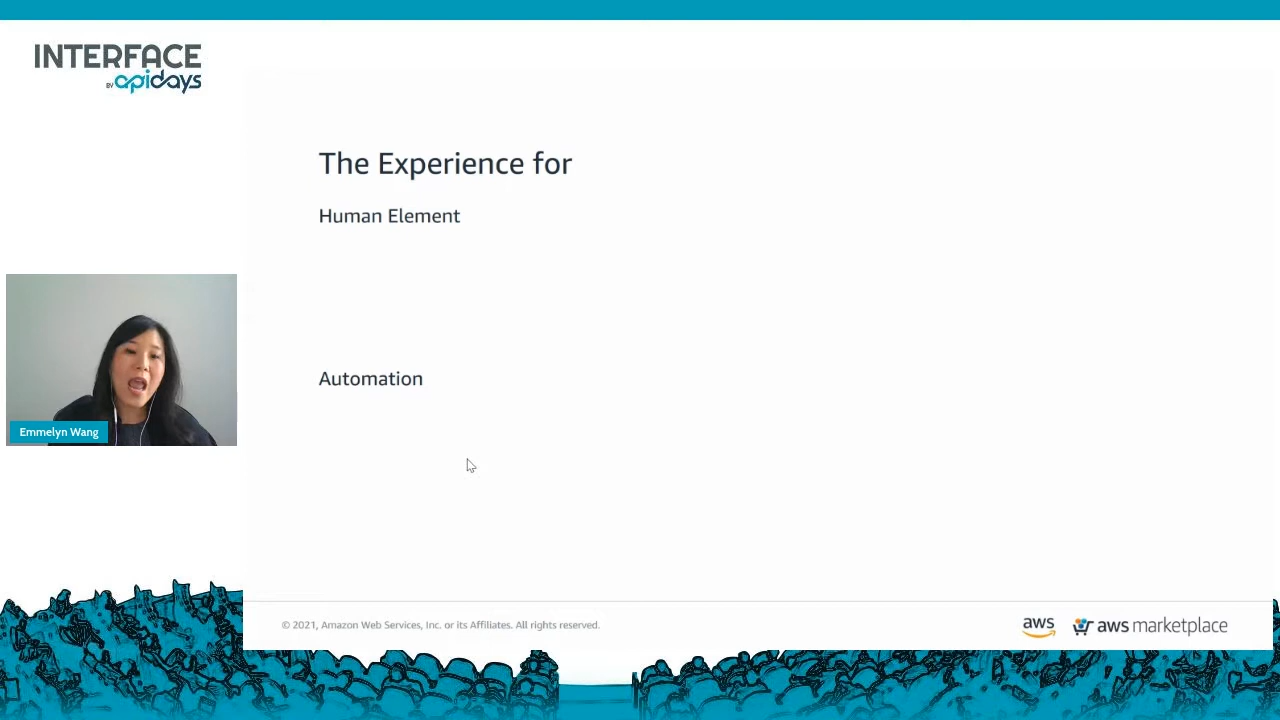 INTERFACE
BY apidays
The Experience for
Human Element
Emmelyn Wang
Automation
© 2021, Amazon Web Services, Inc. or its Affiliates. All rights reserved.
aws
aws marketplace